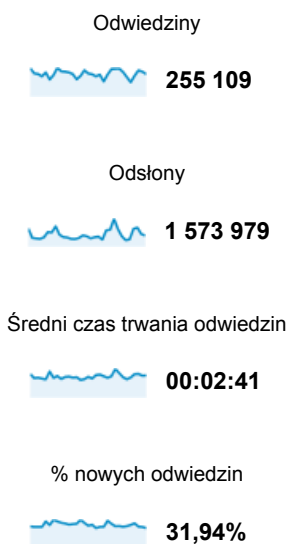 Odwiedziny
255 109
Odsłony
1 573 979
Średni czas trwania odwiedzin
00:02:41
% nowych odwiedzin
31,94%